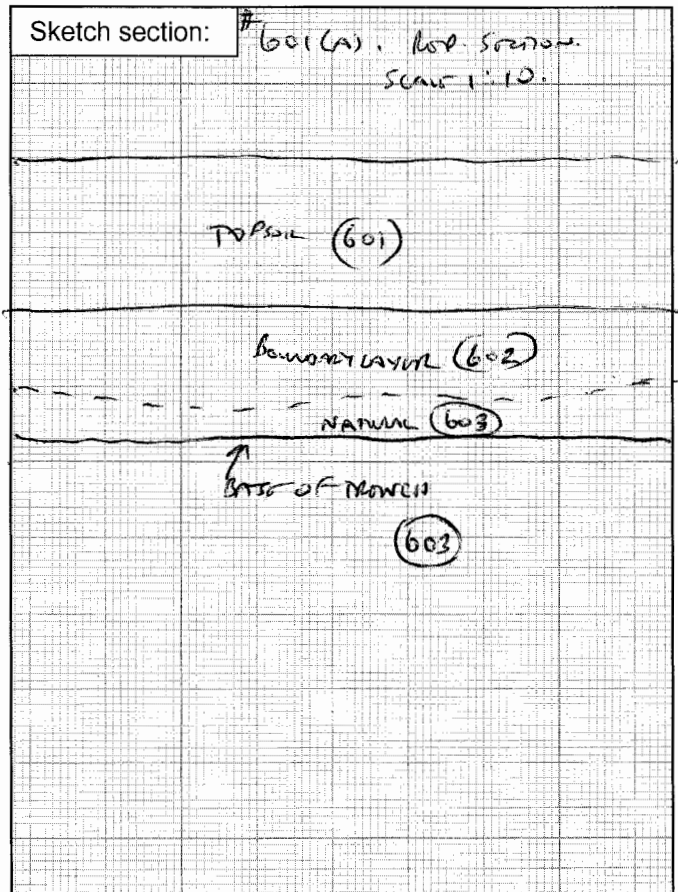 Sketch section:
# 601 (A). REP. SECTION.
SCALE 1:10.
TOPSOIL (601)
BOUNDARY LAYER (602)
NATURAL (603)
BASE OF TRENCH
(603)